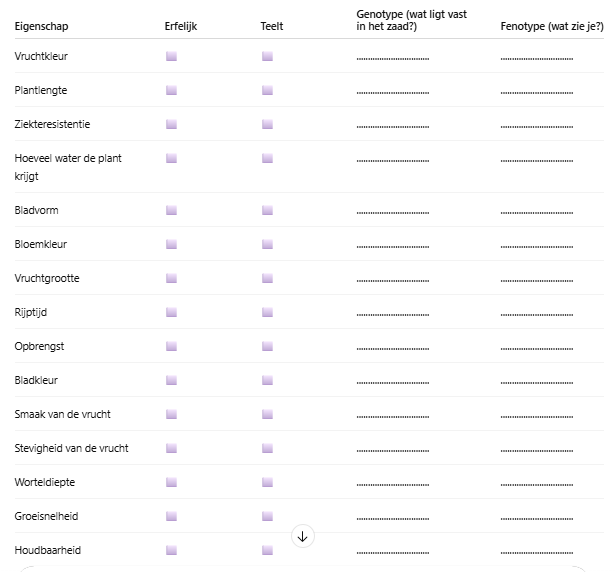 Eigenschap Erfelijk Teelt Genotype (wat ligt vast in het zaad?) Fenotype (wat zie je?)
Vruchtkleur ........................... ...........................
Plantlengte ........................... ...........................
Ziekteresistentie ........................... ...........................
Hoeveel water de plant krijgt ........................... ...........................
Bladvorm ........................... ...........................
Bloemkleur ........................... ...........................
Vruchtgrootte ........................... ...........................
Rijptijd ........................... ...........................
Opbrengst ........................... ...........................
Bladkleur ........................... ...........................
Smaak van de vrucht ........................... ...........................
Stevigheid van de vrucht ........................... ...........................
Worteldiepte ........................... ...........................
Groeisnelheid ........................... ...........................
Houdbaarheid ........................... ...........................